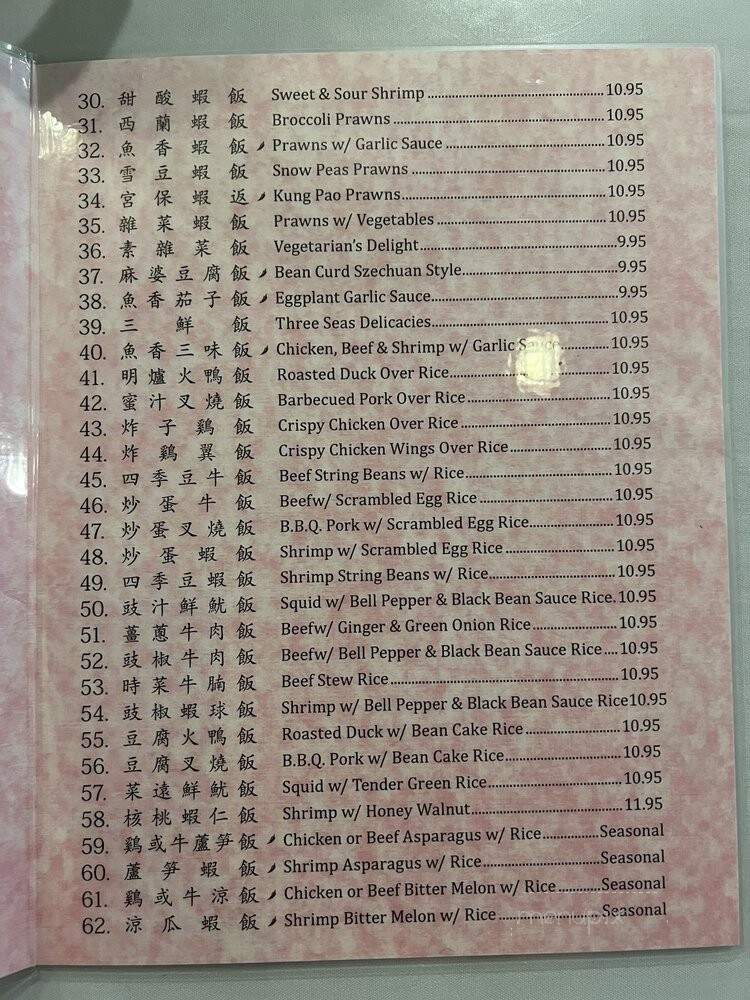 30. 甜酸蝦飯 Sweet & Sour Shrimp 10.95
31. 西蘭蝦飯 Broccoli Prawns 10.95
32. 魚香蝦飯 Prawns w/ Garlic Sauce 10.95
33. 雪豆蝦飯 Snow Peas Prawns 10.95
34. 宮保蝦返 Kung Pao Prawns 10.95
35. 雜菜蝦飯 Prawns w/ Vegetables 10.95
36. 素雜菜飯 Vegetarian's Delight 9.95
37. 麻婆豆腐飯 Bean Curd Szechuan Style 9.95
38. 魚香茄子飯 Eggplant Garlic Sauce 9.95
39. 三鮮飯 Three Seas Delicacies 10.95
40. 魚香三味飯 Chicken, Beef & Shrimp w/ Garlic Sauce 10.95
41. 明爐火鴨飯 Roasted Duck Over Rice 10.95
42. 蜜汁叉燒飯 Barbecued Pork Over Rice 10.95
43. 炸子鷄飯 Crispy Chicken Over Rice 10.95
44. 炸鷄翼飯 Crispy Chicken Wings Over Rice 10.95
45. 四季豆牛飯 Beef String Beans w/ Rice 10.95
46. 炒蛋牛飯 Beefw/ Scrambled Egg Rice 10.95
47. 炒蛋叉燒飯 B.B.Q. Pork w/ Scrambled Egg Rice 10.95
48. 炒蛋蝦飯 Shrimp w/ Scrambled Egg Rice 10.95
49. 四季豆蝦飯 Shrimp String Beans w/ Rice 10.95
50. 豉汁鮮魷飯 Squid w/ Bell Pepper & Black Bean Sauce Rice 10.95
51. 薑蔥牛肉飯 Beefw/ Ginger & Green Onion Rice 10.95
52. 豉椒牛肉飯 Beefw/ Bell Pepper & Black Bean Sauce Rice 10.95
53. 時菜牛腩飯 Beef Stew Rice 10.95
54. 豉椒蝦球飯 Shrimp w/ Bell Pepper & Black Bean Sauce Rice 10.95
55. 豆腐火鴨飯 Roasted Duck w/ Bean Cake Rice 10.95
56. 豆腐叉燒飯 B.B.Q. Pork w/ Bean Cake Rice 10.95
57. 菜遠鮮魷飯 Squid w/ Tender Green Rice 10.95
58. 核桃蝦仁飯 Shrimp w/ Honey Walnut 11.95
59. 鷄或牛蘆筍飯 Chicken or Beef Asparagus w/ Rice Seasonal
60. 蘆筍蝦飯 Shrimp Asparagus w/ Rice Seasonal
61. 鷄或牛涼飯 Chicken or Beef Bitter Melon w/ Rice Seasonal
62. 涼瓜蝦飯 Shrimp Bitter Melon w/ Rice Seasonal